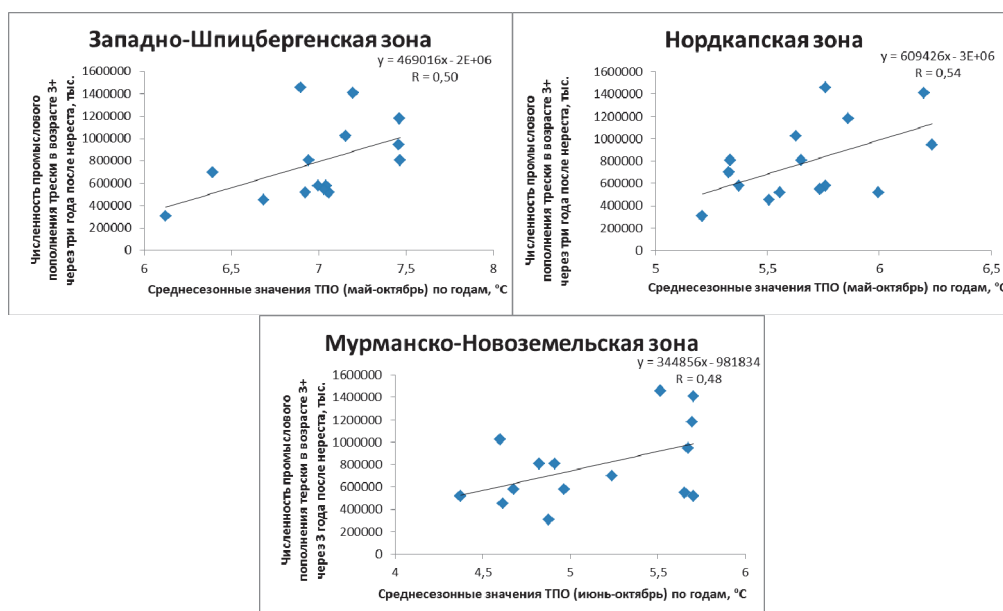 Западно-Шпицбергенская зона
y = 469016x - 2E+06
R = 0,50
Численность промыслового
пополнения трески в возрасте 3+
через три года после нереста, тыс.
1600000
1400000
1200000
1000000
800000
600000
400000
200000
0
6
6,5
7
7,5
8
Среднесезонные значения ТПО (май-октябрь) по годам, °С
Нордкапская зона
y = 609426x - 3E+06
R = 0,54
Численность промыслового
пополнения трески в возрасте 3+
через три года после нереста, тыс.
1600000
1400000
1200000
1000000
800000
600000
400000
200000
0
5
5,5
6
6,5
Среднесезонные значения ТПО (май-октябрь) по годам, °С
Мурманско-Новоземельская зона
y = 344856x - 981834
R = 0,48
Численность промыслового
пополнения терски в возрасте 3+
через 3 года после нереста, тыс.
1600000
1400000
1200000
1000000
800000
600000
400000
200000
0
4
4,5
5
5,5
6
Среднесезонные значения ТПО (июнь-октябрь) по годам, °С